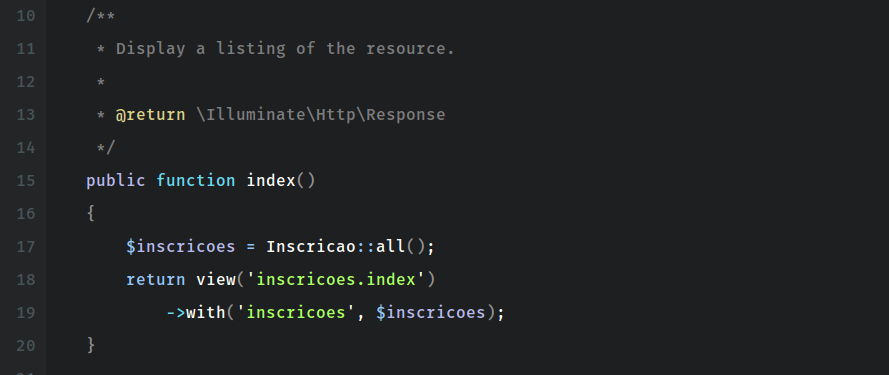 10 /**
11  * Display a listing of the resource.
12  *
13  * @return \Illuminate\Http\Response
14  */
15 public function index()
16 {
17     $inscricoes = Inscricao::all();
18     return view('inscricoes.index')
19         ->with('inscricoes', $inscricoes);
20 }